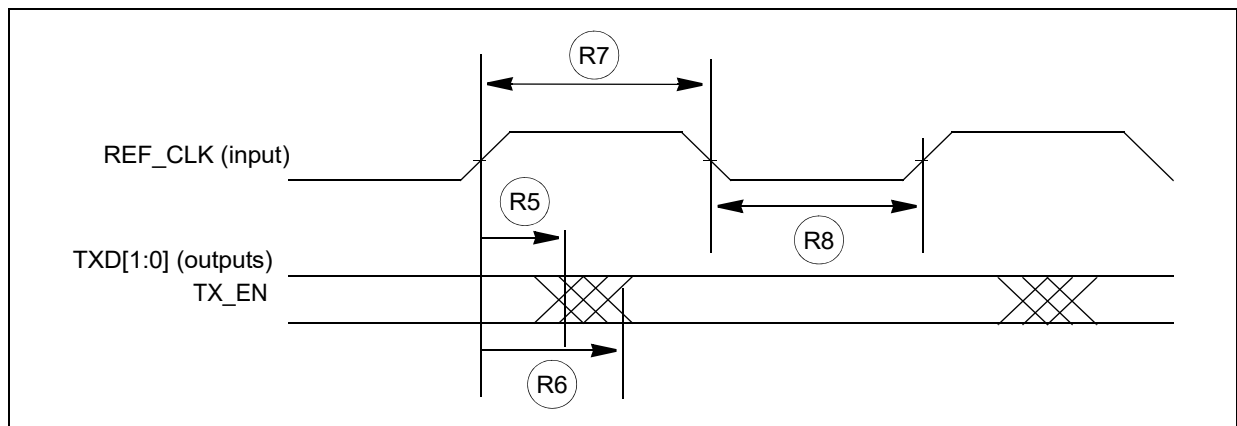 R7
REF_CLK (input)
R5
R8
TXD[1:0] (outputs)
TX_EN
R6